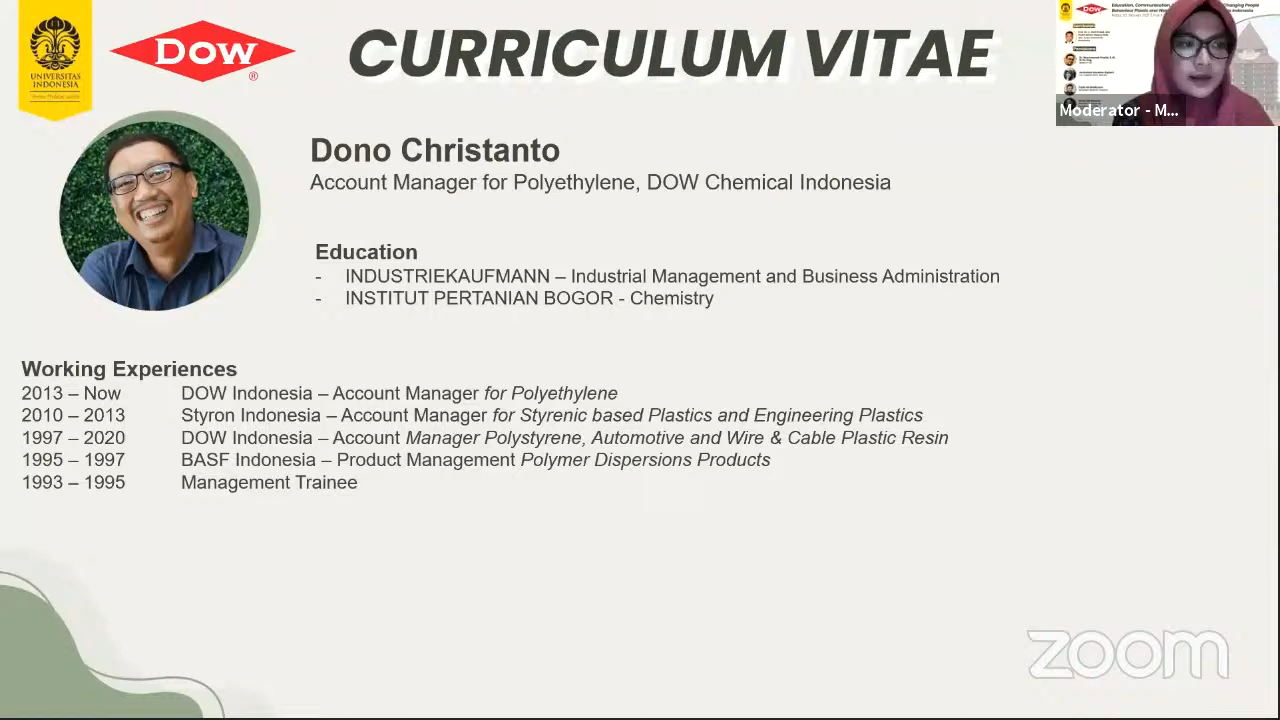 UNIVERSITAS
INDONESIA
DOW
®
CURRICULUM VITAE
Moderator - M...
Dono Christanto
Account Manager for Polyethylene, DOW Chemical Indonesia
Education
- INDUSTRIEKAUFMANN – Industrial Management and Business Administration
- INSTITUT PERTANIAN BOGOR - Chemistry
Working Experiences
2013 – Now DOW Indonesia – Account Manager for Polyethylene
2010 – 2013 Styron Indonesia – Account Manager for Styrenic based Plastics and Engineering Plastics
1997 – 2020 DOW Indonesia – Account Manager Polystyrene, Automotive and Wire & Cable Plastic Resin
1995 – 1997 BASF Indonesia – Product Management Polymer Dispersions Products
1993 – 1995 Management Trainee
zoom